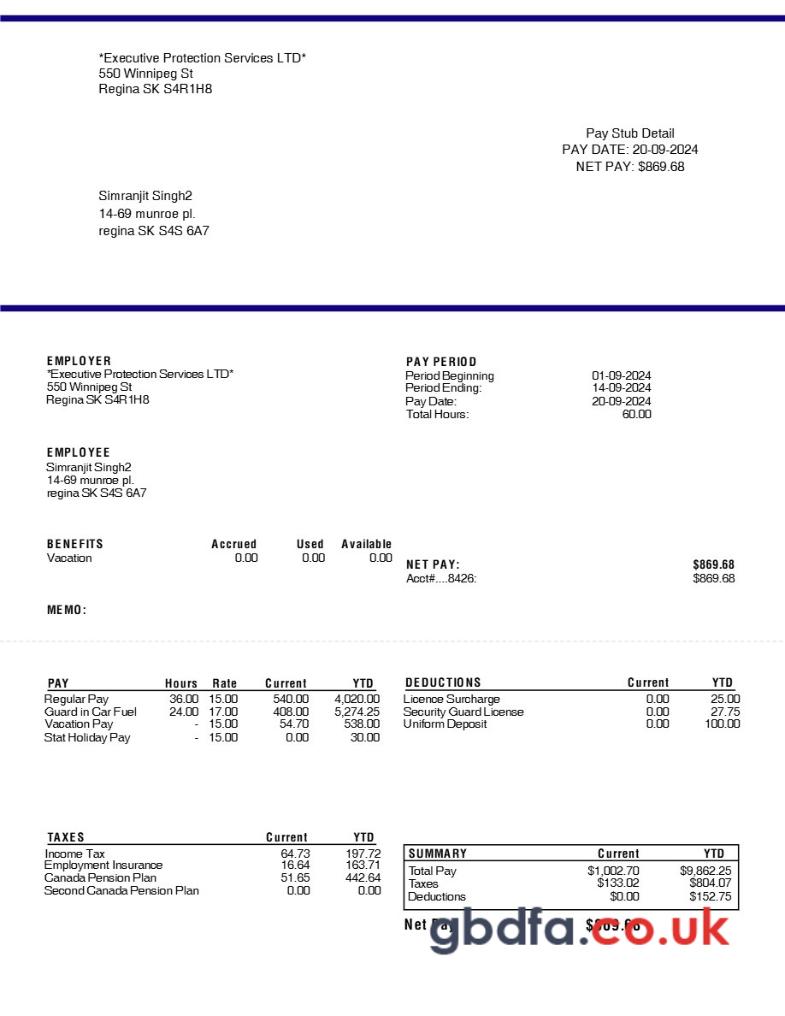 *Executive Protection Services LTD*
550 Winnipeg St
Regina SK S4R1H8
Pay Stub Detail
PAY DATE: 20-09-2024
NET PAY: $869.68
Simranjit Singh2
14-69 munroe pl.
regina SK S4S 6A7
EMPLOYER
*Executive Protection Services LTD*
550 Winnipeg St
Regina SK S4R1H8
PAY PERIOD
Period Beginning 01-09-2024
Period Ending: 14-09-2024
Pay Date: 20-09-2024
Total Hours: 60.00
EMPLOYEE
Simranjit Singh2
14-69 munroe pl.
regina SK S4S 6A7
BENEFITS Accrued Used Available
Vacation 0.00 0.00 0.00
NET PAY: $869.68
Acct#....8426: $869.68
MEMO:
PAY Hours Rate Current YTD
Regular Pay 36.00 15.00 540.00 4,020.00
Guard in Car Fuel 24.00 17.00 408.00 5,274.25
Vacation Pay - 15.00 54.70 538.00
Stat Holiday Pay - 15.00 0.00 30.00
DEDUCTIONS Current YTD
Licence Surcharge 0.00 25.00
Security Guard License 0.00 27.75
Uniform Deposit 0.00 100.00
TAXES Current YTD
Income Tax 64.73 197.72
Employment Insurance 16.64 163.71
Canada Pension Plan 51.65 442.64
Second Canada Pension Plan 0.00 0.00
SUMMARY Current YTD
Total Pay $1,002.70 $9,862.25
Taxes $133.02 $804.07
Deductions $0.00 $152.75
Net Pay $869.68
gbdfa.co.uk